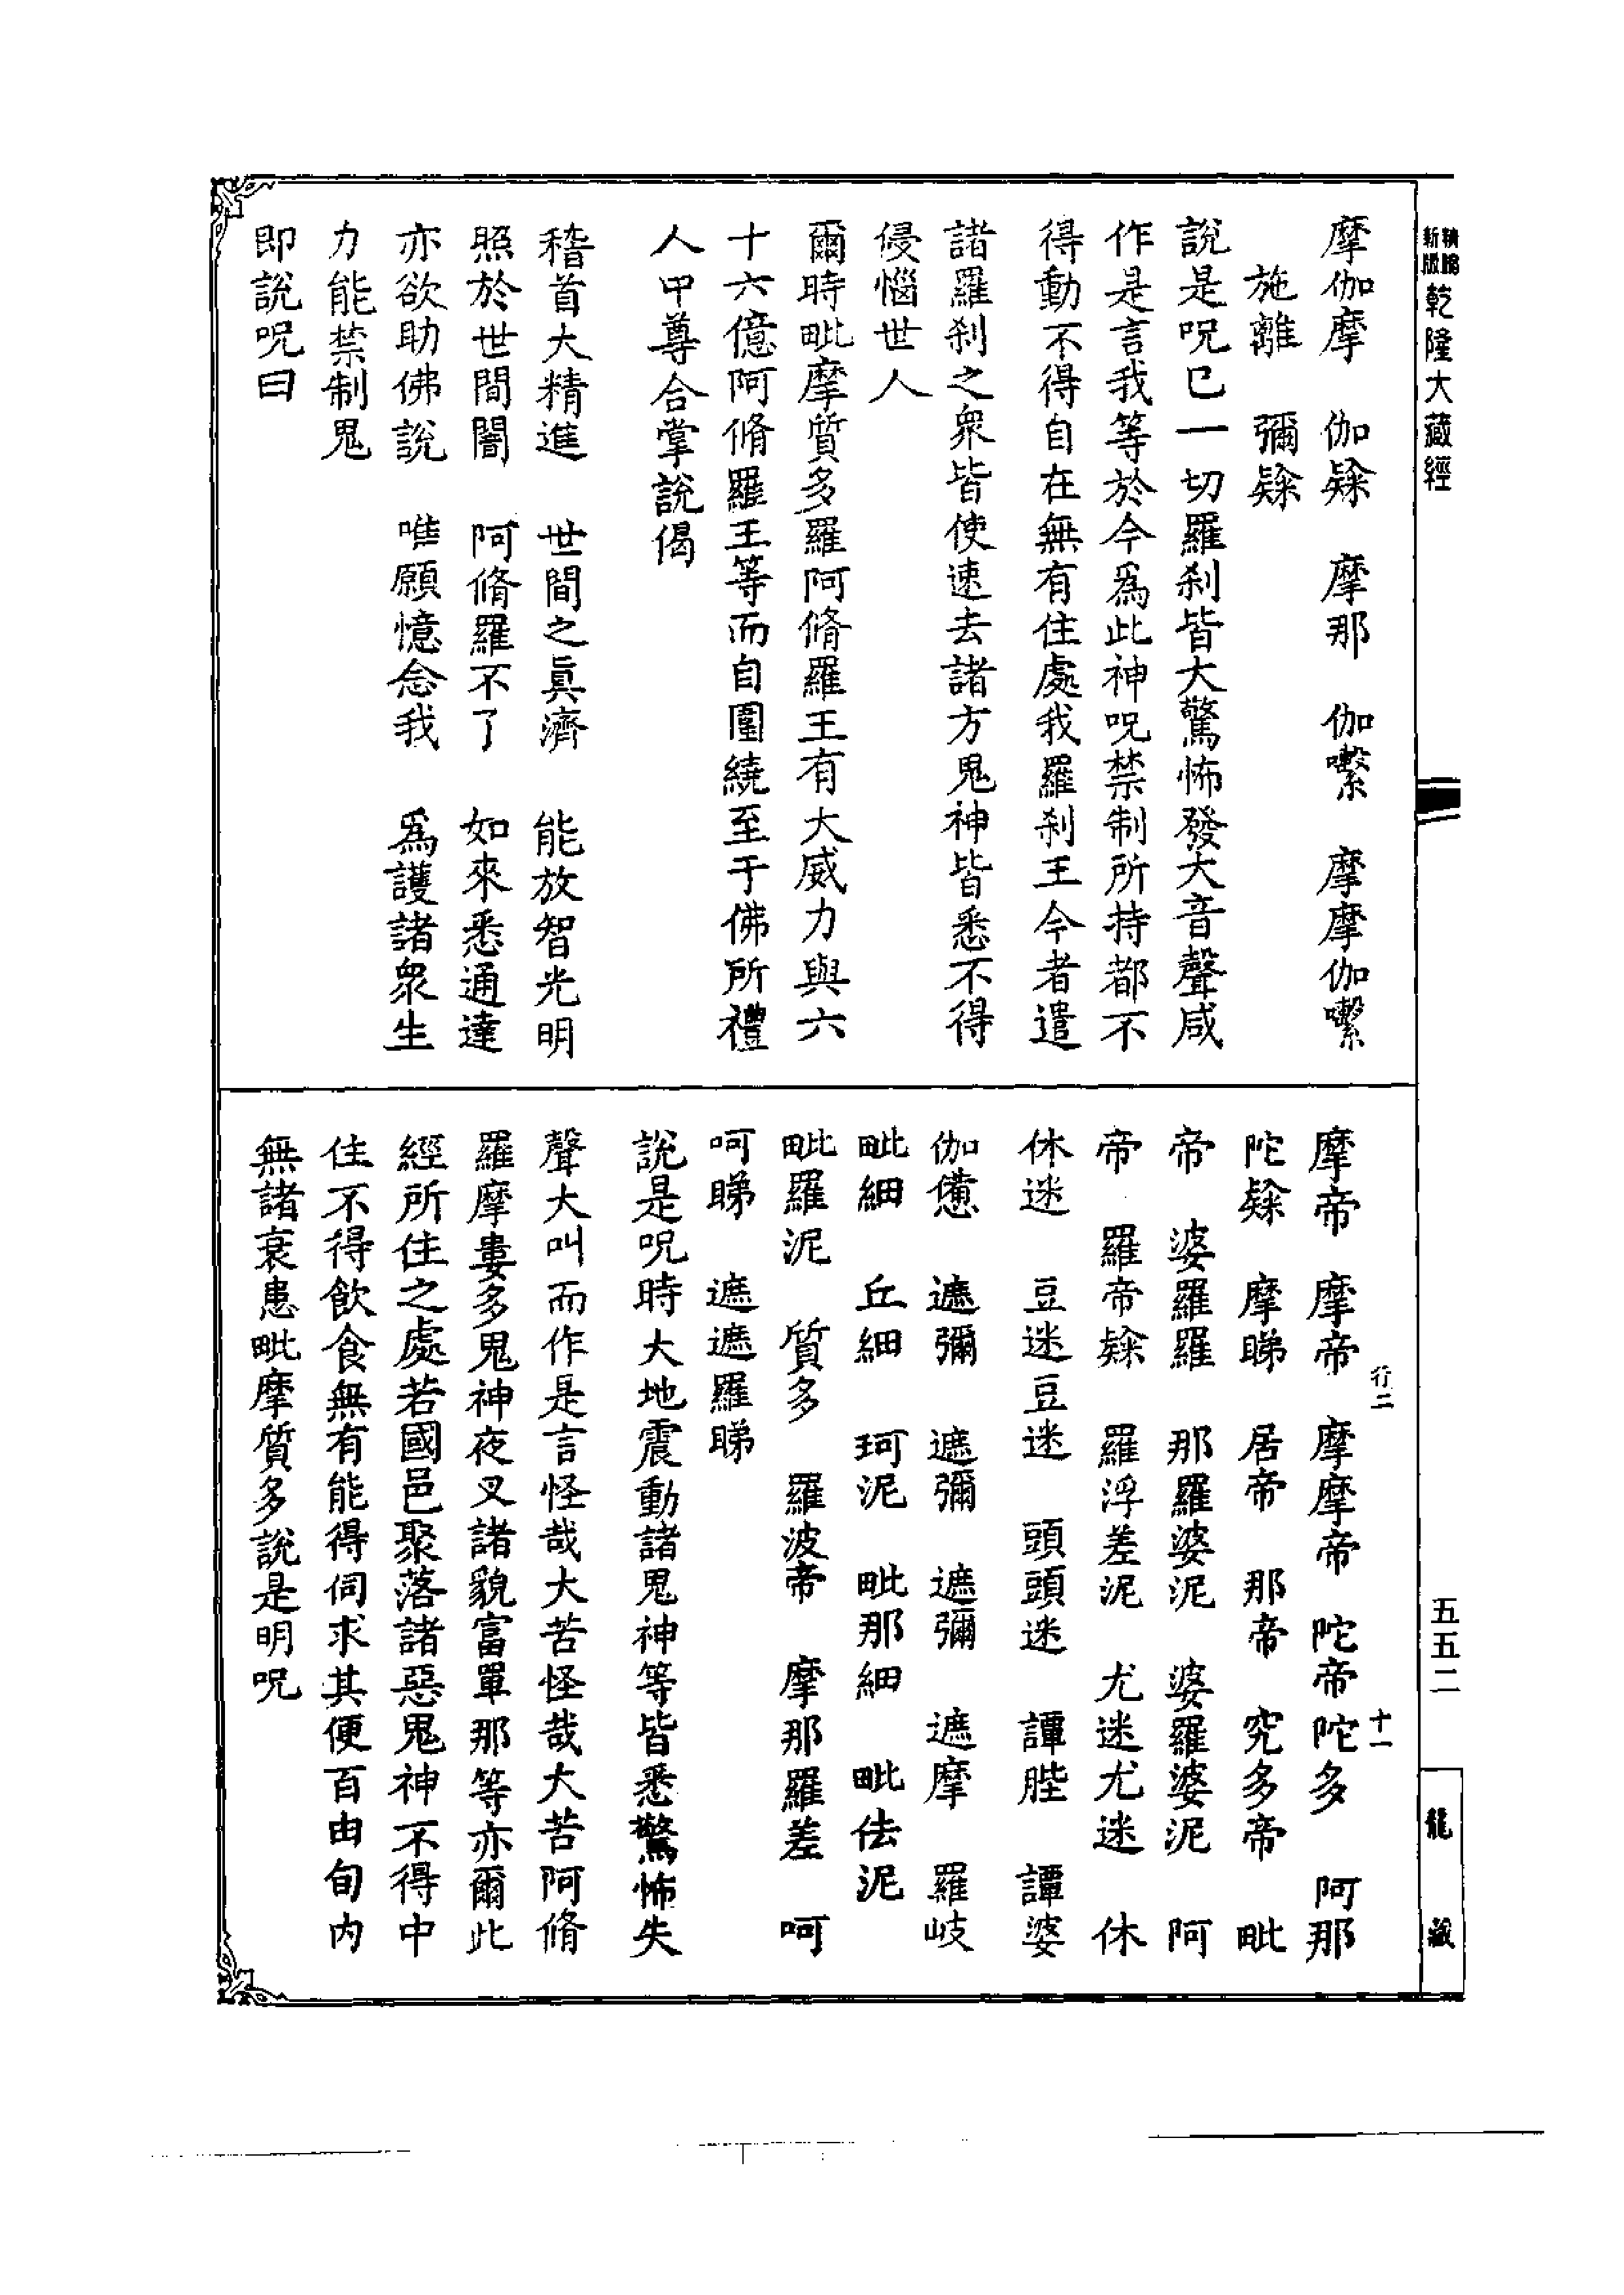 新版
精縮
乾隆大藏經
五五二
龍藏
摩伽摩　伽㝹　摩那　伽嚟　摩摩伽嚟
施離　彌㝹
說是呪已一切羅刹皆大驚怖發大音聲咸
作是言我等於今爲此神呪禁制所持都不
得動不得自在無有住處我羅刹王今者遣
諸羅刹之衆皆使速去諸方鬼神皆悉不得
侵惱世人
爾時毗摩質多羅阿脩羅王有大威力與六
十六億阿脩羅王等而自圍繞至于佛所禮
人中尊合掌說偈
稽首大精進　世間之眞濟　能放智光明
照於世間闇　阿脩羅不了　如來悉通達
亦欲助佛說　唯願憶念我　爲護諸衆生
力能禁制鬼
即說呪曰
行二
十一
摩帝　摩帝　摩摩帝　陀帝陀多　阿那
陀㝹　摩睇　居帝　那帝　究多帝　毗
帝　婆羅羅　那羅婆泥　婆羅婆泥　阿
帝　羅帝㝹　羅浮差泥　尤迷尤迷　休
休迷　豆迷豆迷　頭頭迷　譚胜　譚婆
伽憊　遮彌　遮彌　遮彌　遮摩　羅岐
毗細　丘細　珂泥　毗那細　毗佉泥
毗羅泥　質多　羅波帝　摩那羅差　呵
呵睇　遮遮羅睇
說是呪時大地震動諸鬼神等皆悉驚怖失
聲大叫而作是言怪哉大苦怪哉大苦阿脩
羅摩婁多鬼神夜叉諸貌富單那等亦爾此
經所住之處若國邑聚落諸惡鬼神不得中
住不得飲食無有能得伺求其便百由旬內
無諸衰患毗摩質多說是明呪